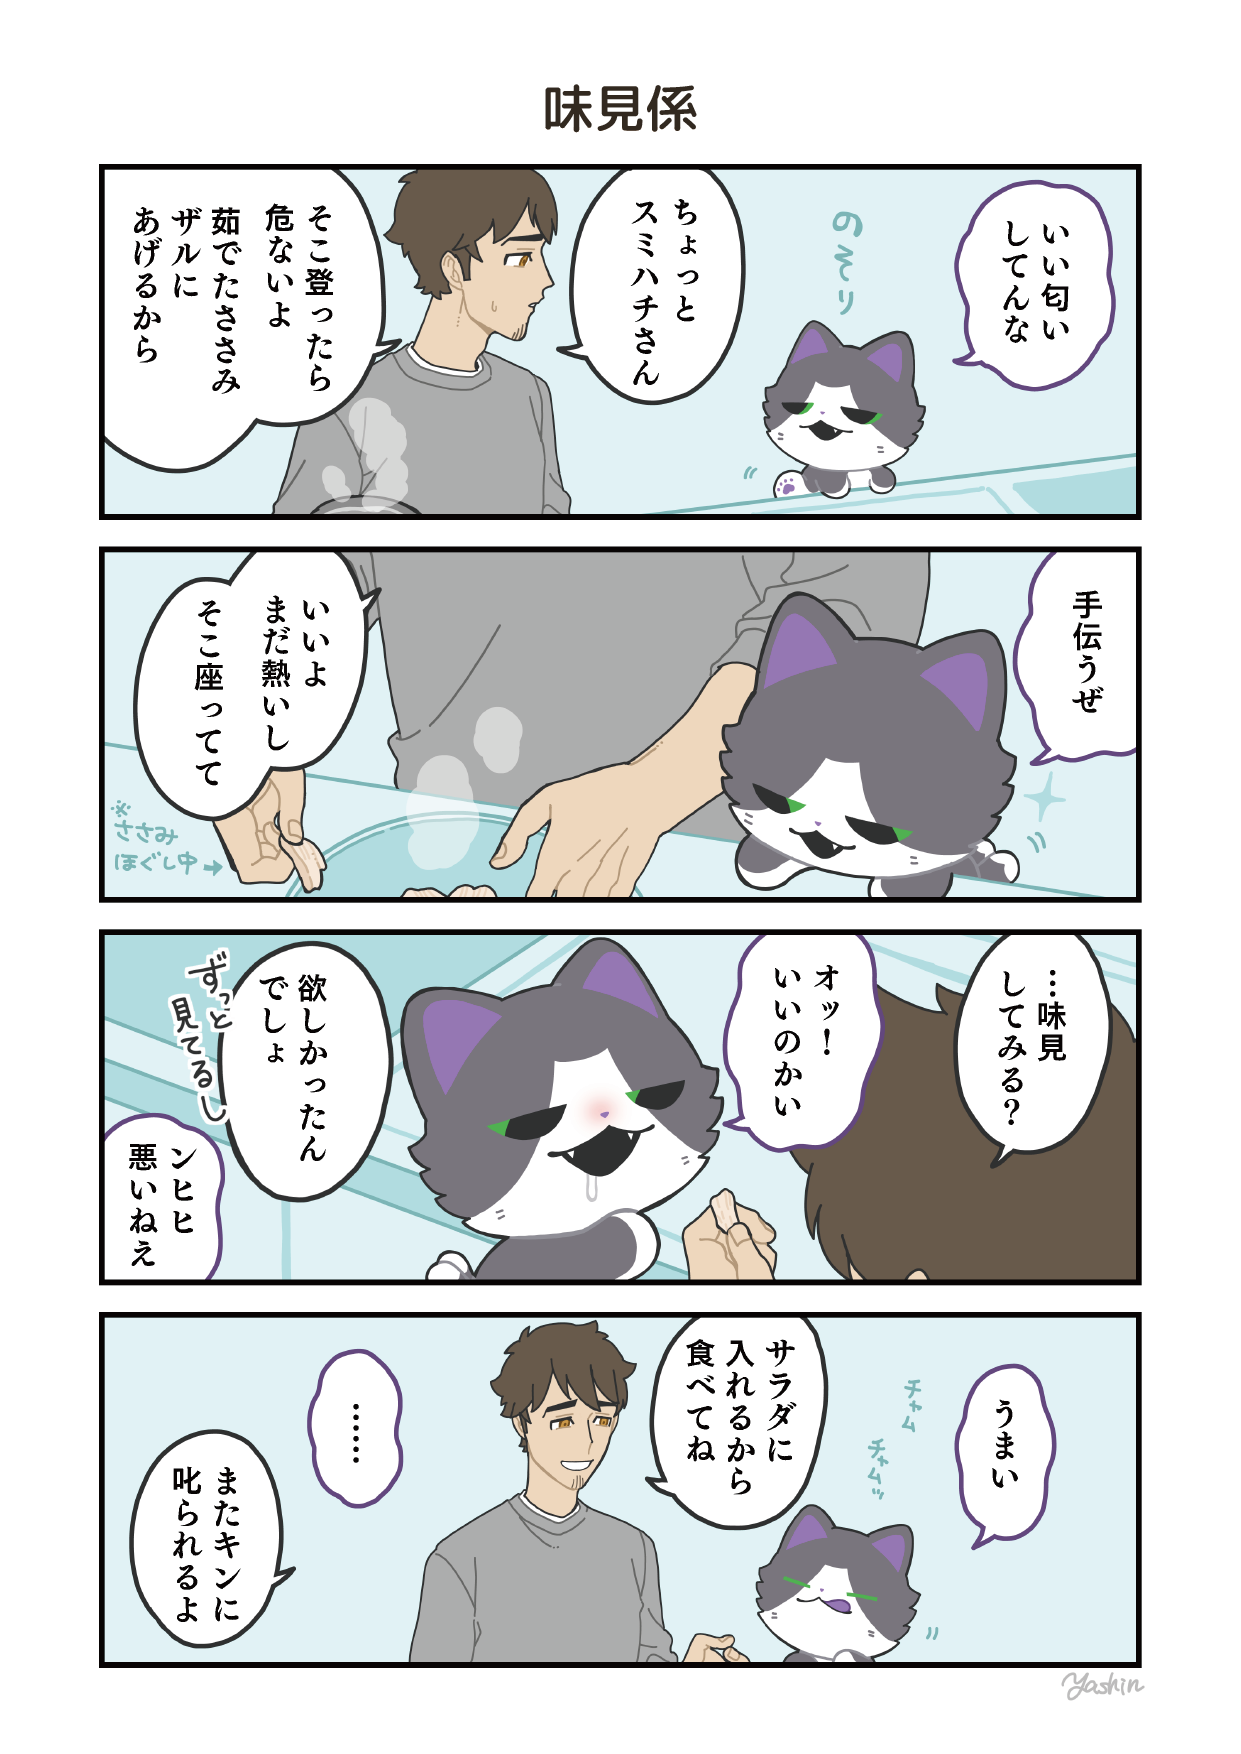 味見係
いい匂い
してんな
のそり
ちょっと
スミハチさん
そこ登ったら
危ないよ
茹でたささみ
ザルに
あげるから
手伝うぜ
いいよ
まだ熱いし
そこ座ってて
※
ささみ
ほぐし中→
…味見
してみる?
オッ!
いいのかい
欲しかったん
でしょ
ずっと
見てるし
ンヒヒ
悪いねえ
うまい
チャム
チャムッ
サラダに
入れるから
食べてね
……
またキンに
叱られるよ
Yashin